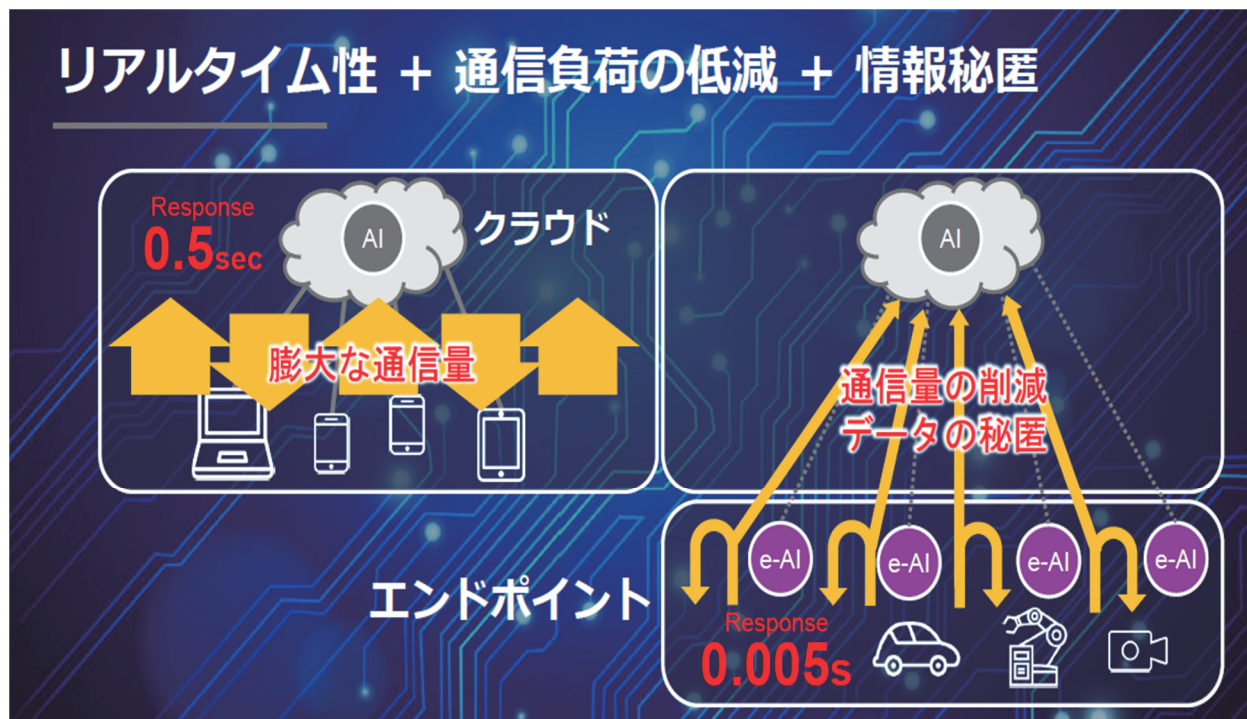 リアルタイム性 + 通信負荷の低減 + 情報秘匿
Response
0.5sec
AI
クラウド
膨大な通信量
AI
通信量の削減
データの秘匿
エンドポイント
e-AI
e-AI
e-AI
e-AI
Response
0.005s